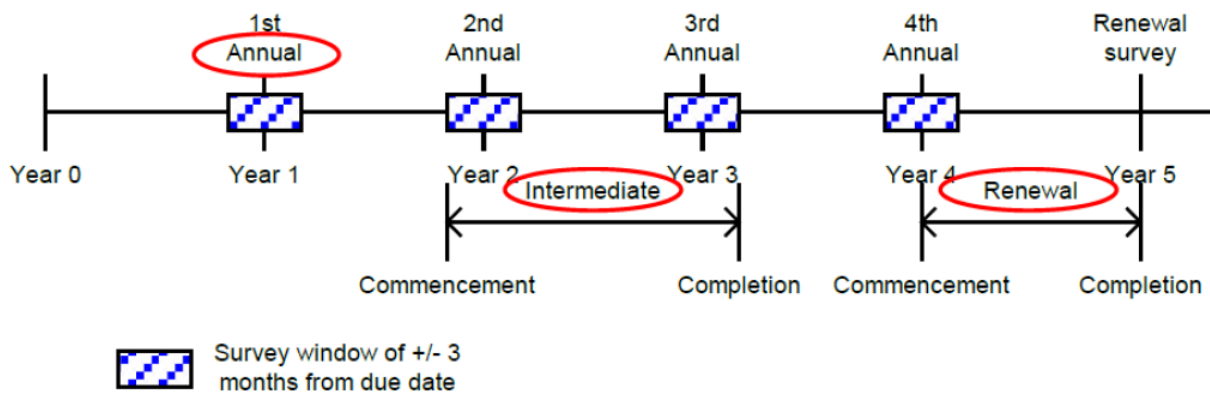 1st
Annual
2nd
Annual
3rd
Annual
4th
Annual
Renewal
survey
Year 0
Year 1
Year 2
Year 3
Year 4
Year 5
Intermediate
Renewal
Commencement
Completion
Commencement
Completion
Survey window of +/- 3
months from due date